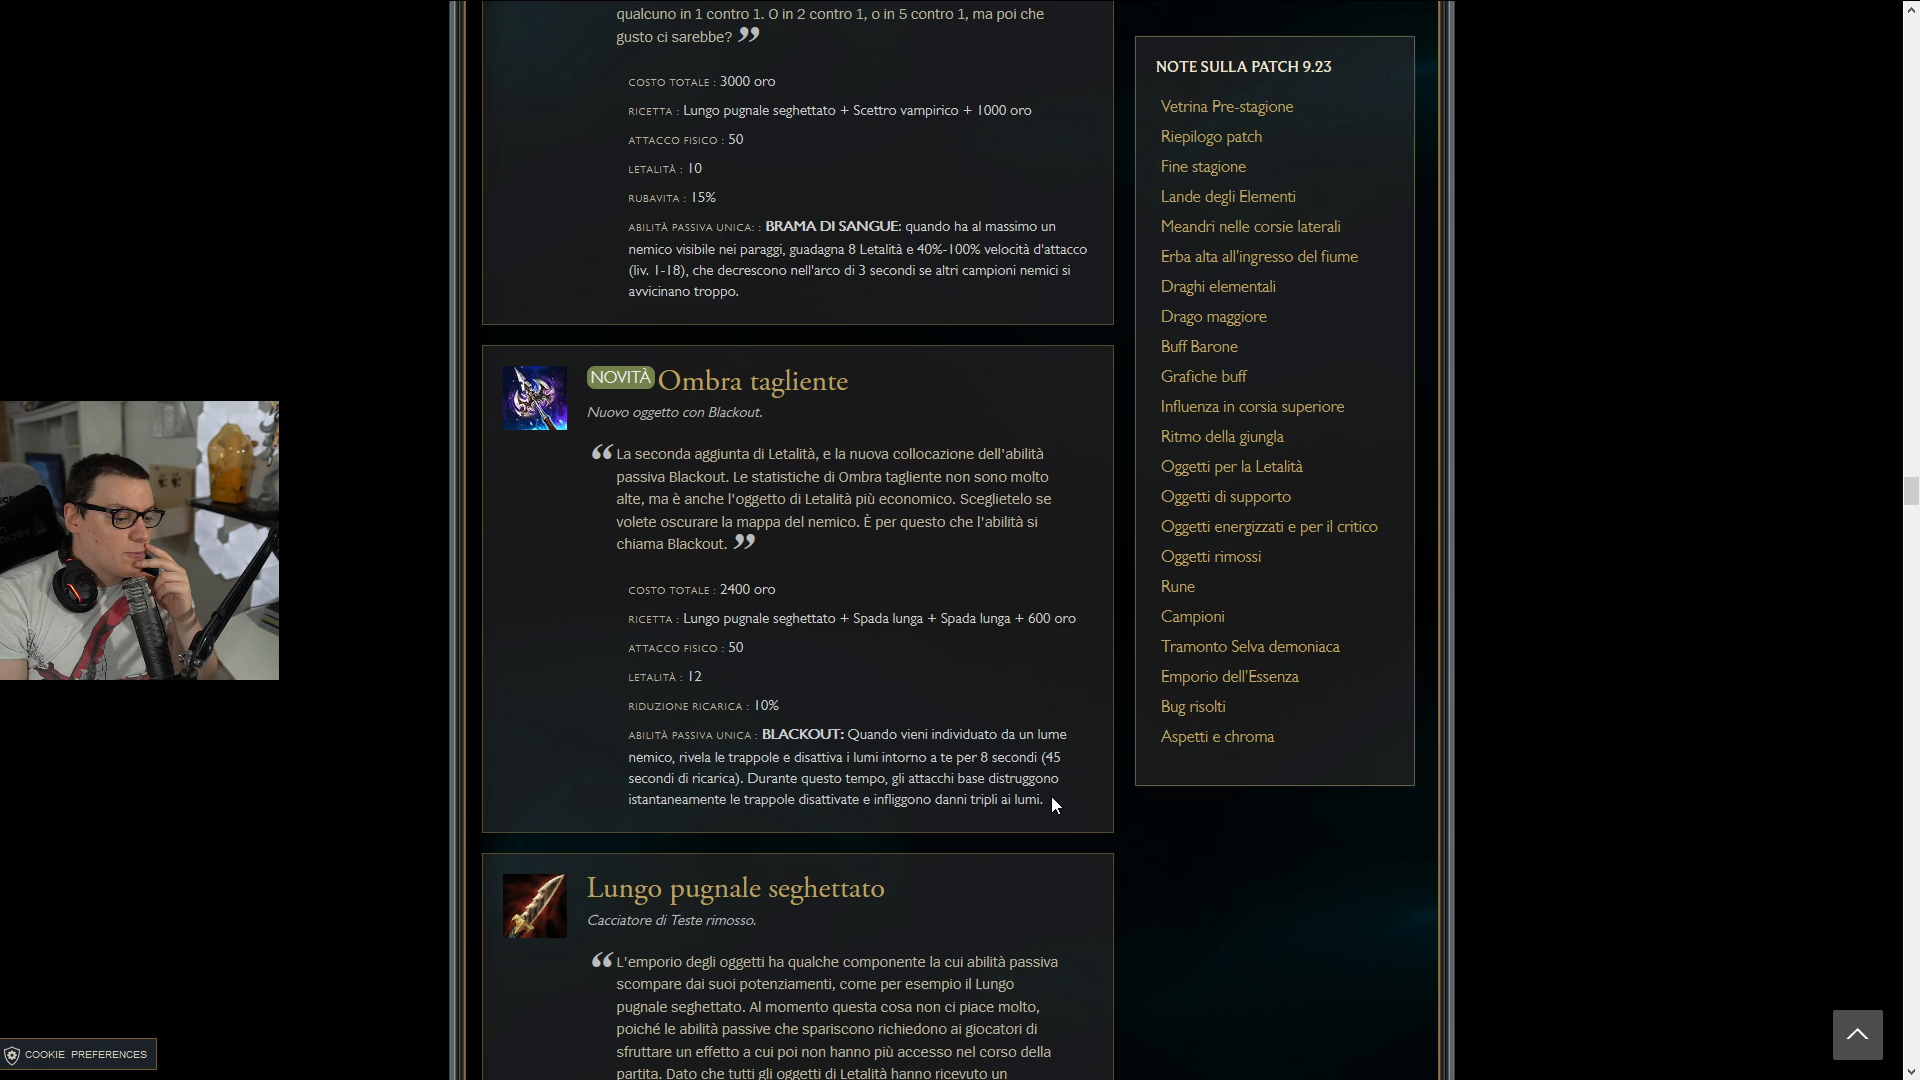 qualcuno in 1 contro 1. O in 2 contro 1, o in 5 contro 1, ma poi che
gusto ci sarebbe? ”
COSTO TOTALE : 3000 oro
RICETTA : Lungo pugnale seghettato + Scettro vampirico + 1000 oro
ATTACCO FISICO : 50
LETALITÀ : 10
RUBAVITA : 15%
ABILITÀ PASSIVA UNICA: : BRAMA DI SANGUE: quando ha al massimo un
nemico visibile nei paraggi, guadagna 8 Letalità e 40%-100% velocità d'attacco
(liv. 1-18), che decrescono nell'arco di 3 secondi se altri campioni nemici si
avvicinano troppo.
NOVITÀ Ombra tagliente
Nuovo oggetto con Blackout.
“ La seconda aggiunta di Letalità, e la nuova collocazione dell'abilità
passiva Blackout. Le statistiche di Ombra tagliente non sono molto
alte, ma è anche l'oggetto di Letalità più economico. Sceglietelo se
volete oscurare la mappa del nemico. È per questo che l'abilità si
chiama Blackout. ”
COSTO TOTALE : 2400 oro
RICETTA : Lungo pugnale seghettato + Spada lunga + Spada lunga + 600 oro
ATTACCO FISICO : 50
LETALITÀ : 12
RIDUZIONE RICARICA : 10%
ABILITÀ PASSIVA UNICA : BLACKOUT: Quando vieni individuato da un lume
nemico, rivela le trappole e disattiva i lumi intorno a te per 8 secondi (45
secondi di ricarica). Durante questo tempo, gli attacchi base distruggono
istantaneamente le trappole disattivate e infliggono danni tripli ai lumi.
Lungo pugnale seghettato
Cacciatore di Teste rimosso.
“ L'emporio degli oggetti ha qualche componente la cui abilità passiva
scompare dai suoi potenziamenti, come per esempio il Lungo
pugnale seghettato. Al momento questa cosa non ci piace molto,
poiché le abilità passive che spariscono richiedono ai giocatori di
sfruttare un effetto a cui poi non hanno più accesso nel corso della
partita. Dato che tutti gli oggetti di Letalità hanno ricevuto un
NOTE SULLA PATCH 9.23
Vetrina Pre-stagione
Riepilogo patch
Fine stagione
Lande degli Elementi
Meandri nelle corsie laterali
Erba alta all'ingresso del fiume
Draghi elementali
Drago maggiore
Buff Barone
Grafiche buff
Influenza in corsia superiore
Ritmo della giungla
Oggetti per la Letalità
Oggetti di supporto
Oggetti energizzati e per il critico
Oggetti rimossi
Rune
Campioni
Tramonto Selva demoniaca
Emporio dell'Essenza
Bug risolti
Aspetti e chroma
COOKIE PREFERENCES